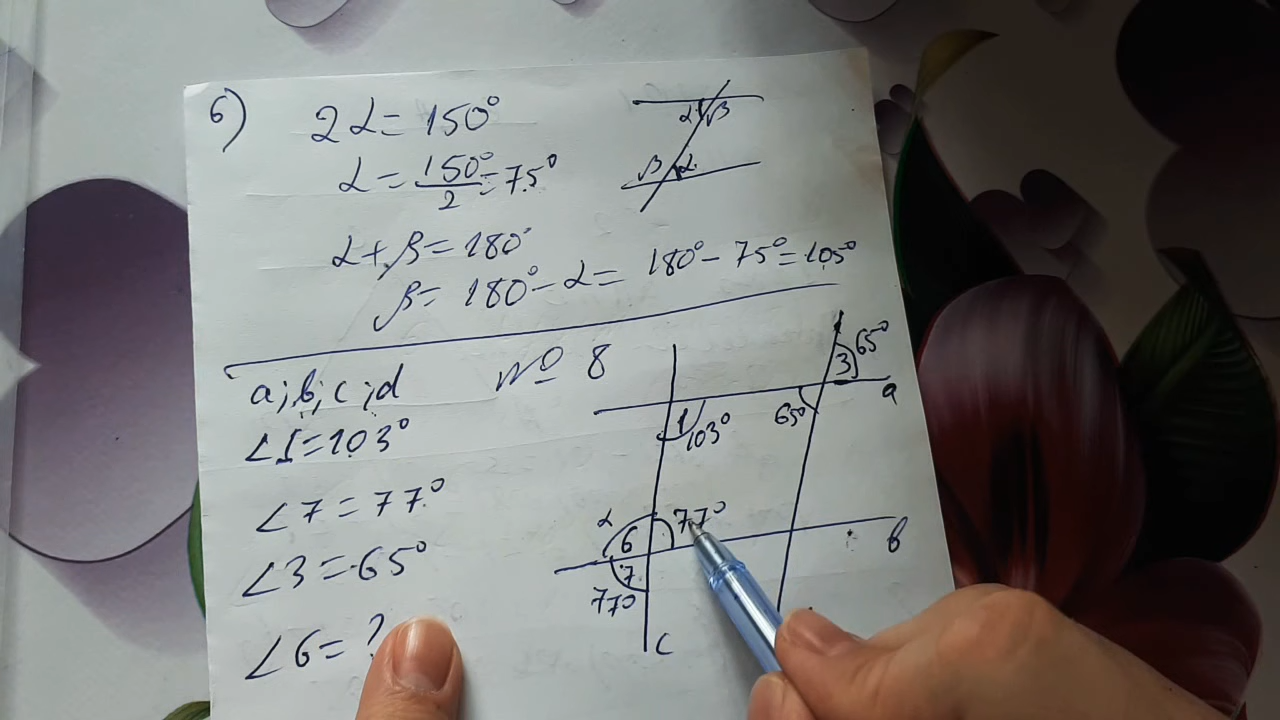 6)
2α=150°
α=150°/2=75°
α+β=180°
β=180°-α=180°-75°=105°
α β
β α
a;b;c;d
№ 8
∠1=103°
∠7=77°
∠3=65°
∠6=?
3 65°
a
1 103°
65°
α
6
77°
b
7
77°
c